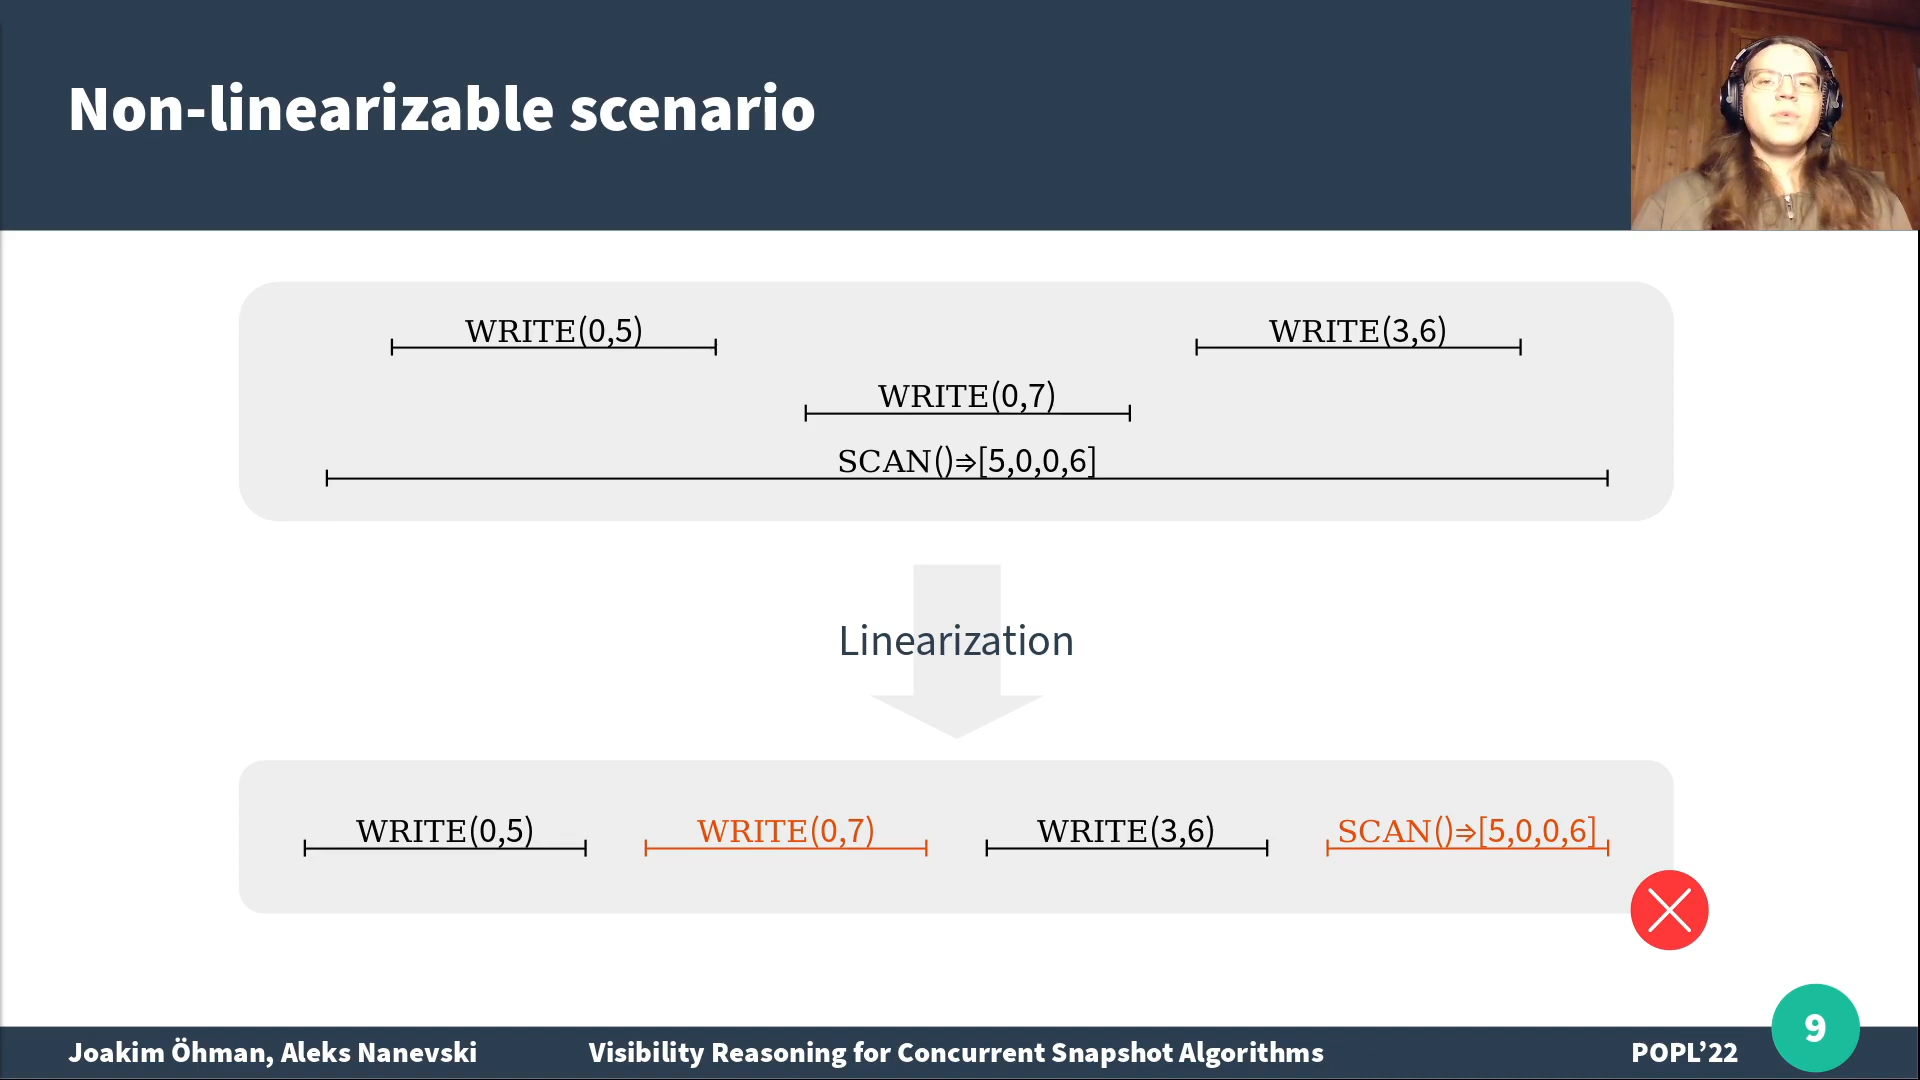 Non-linearizable scenario
WRITE(0,5)
WRITE(3,6)
WRITE(0,7)
SCAN()⇒[5,0,0,6]
Linearization
WRITE(0,5) WRITE(0,7) WRITE(3,6) SCAN()⇒[5,0,0,6]
Joakim Öhman, Aleks Nanevski Visibility Reasoning for Concurrent Snapshot Algorithms POPL’22 9